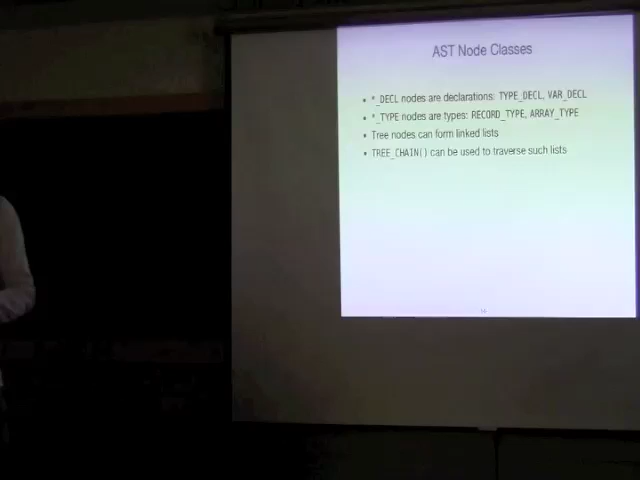 AST Node Classes
• *_DECL nodes are declarations: TYPE_DECL, VAR_DECL
• *_TYPE nodes are types: RECORD_TYPE, ARRAY_TYPE
• Tree nodes can form linked lists
• TREE_CHAIN() can be used to traverse such lists